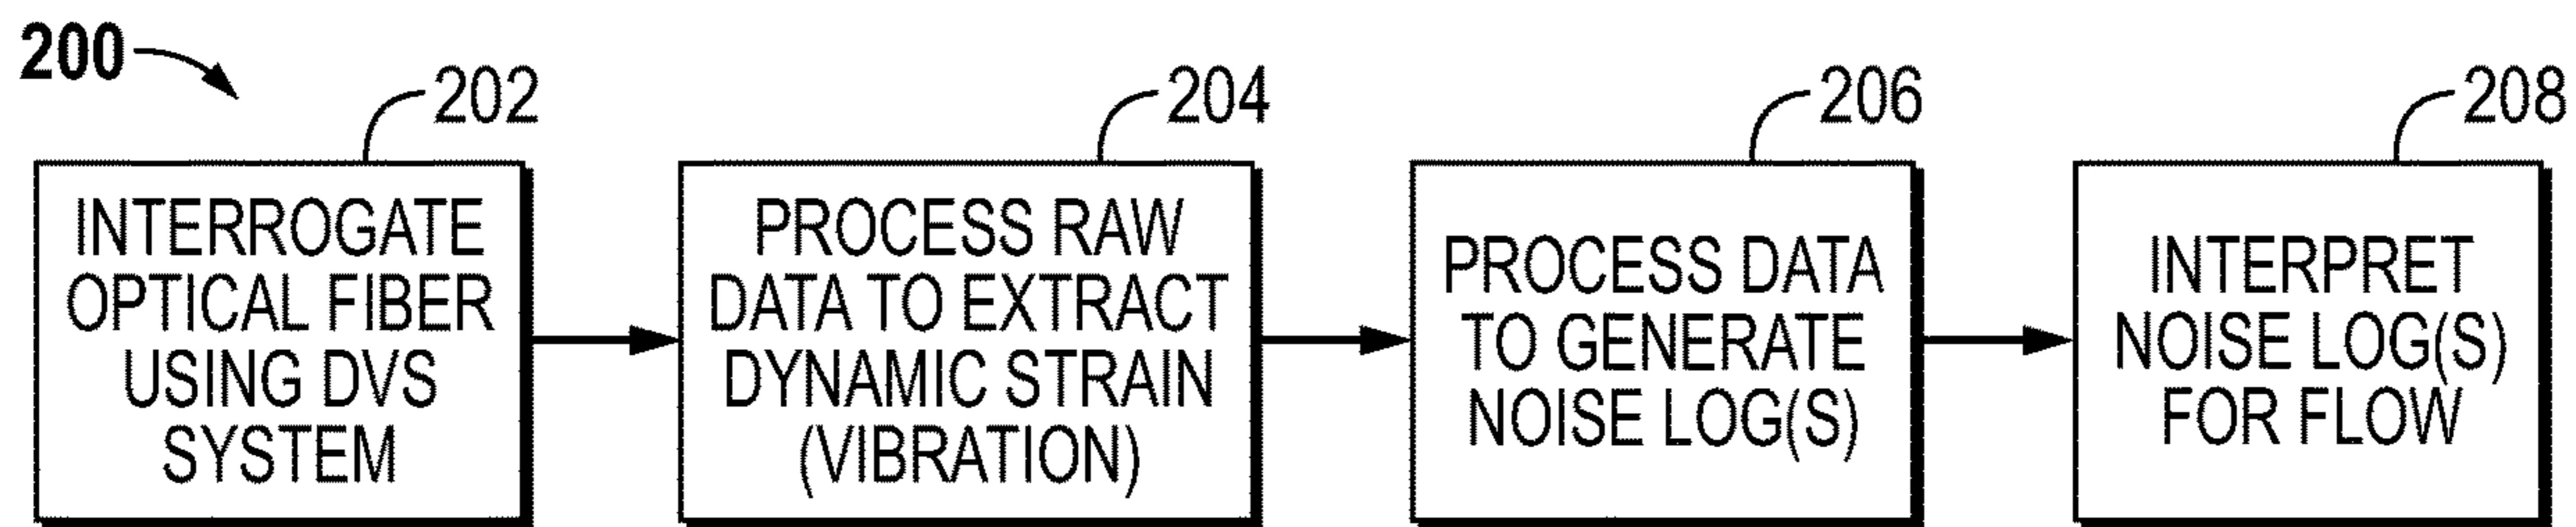 200
202
INTERROGATE
OPTICAL FIBER
USING DVS
SYSTEM
204
PROCESS RAW
DATA TO EXTRACT
DYNAMIC STRAIN
(VIBRATION)
206
PROCESS DATA
TO GENERATE
NOISE LOG(S)
208
INTERPRET
NOISE LOG(S)
FOR FLOW